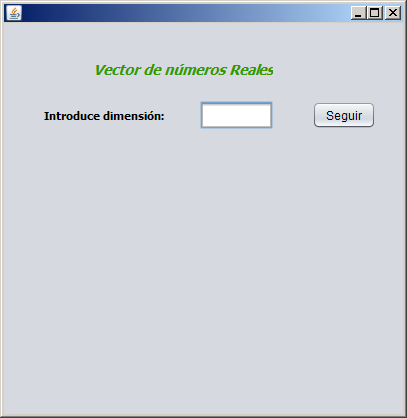 Vector de números Reales
Introduce dimensión:
Seguir